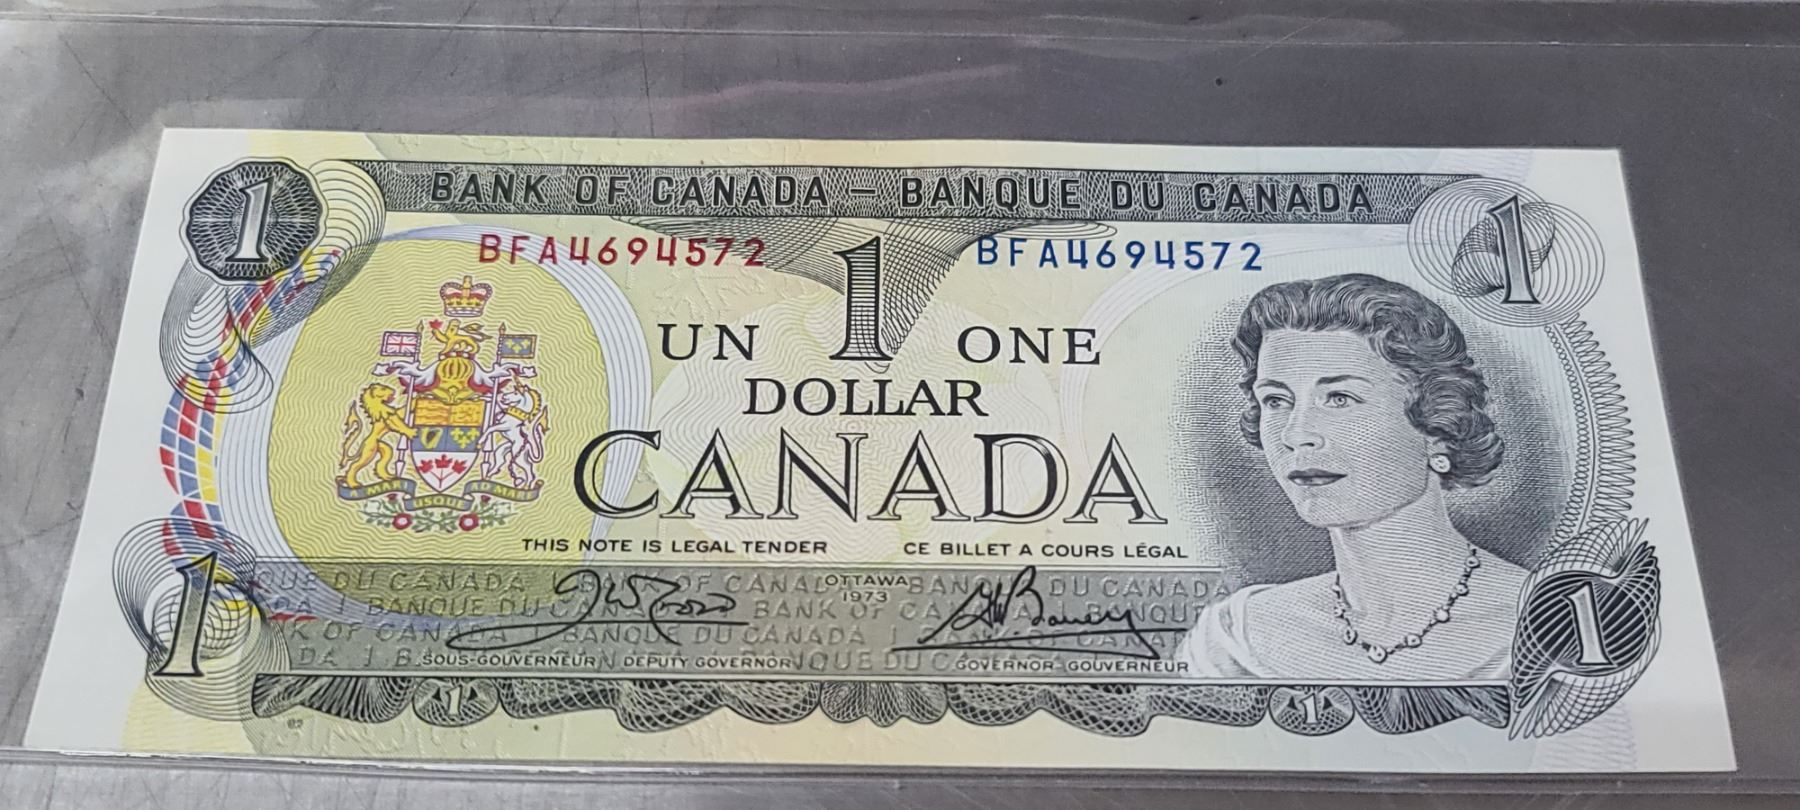 1 BANK OF CANADA – BANQUE DU CANADA 1
BFA4694572 1 BFA4694572
UN ONE
DOLLAR
CANADA
A MARI USQUE AD MARE
THIS NOTE IS LEGAL TENDER CE BILLET A COURS LÉGAL
OTTAWA
1973
SOUS-GOUVERNEUR DEPUTY GOVERNOR GOVERNOR-GOUVERNEUR
1 1
1 1